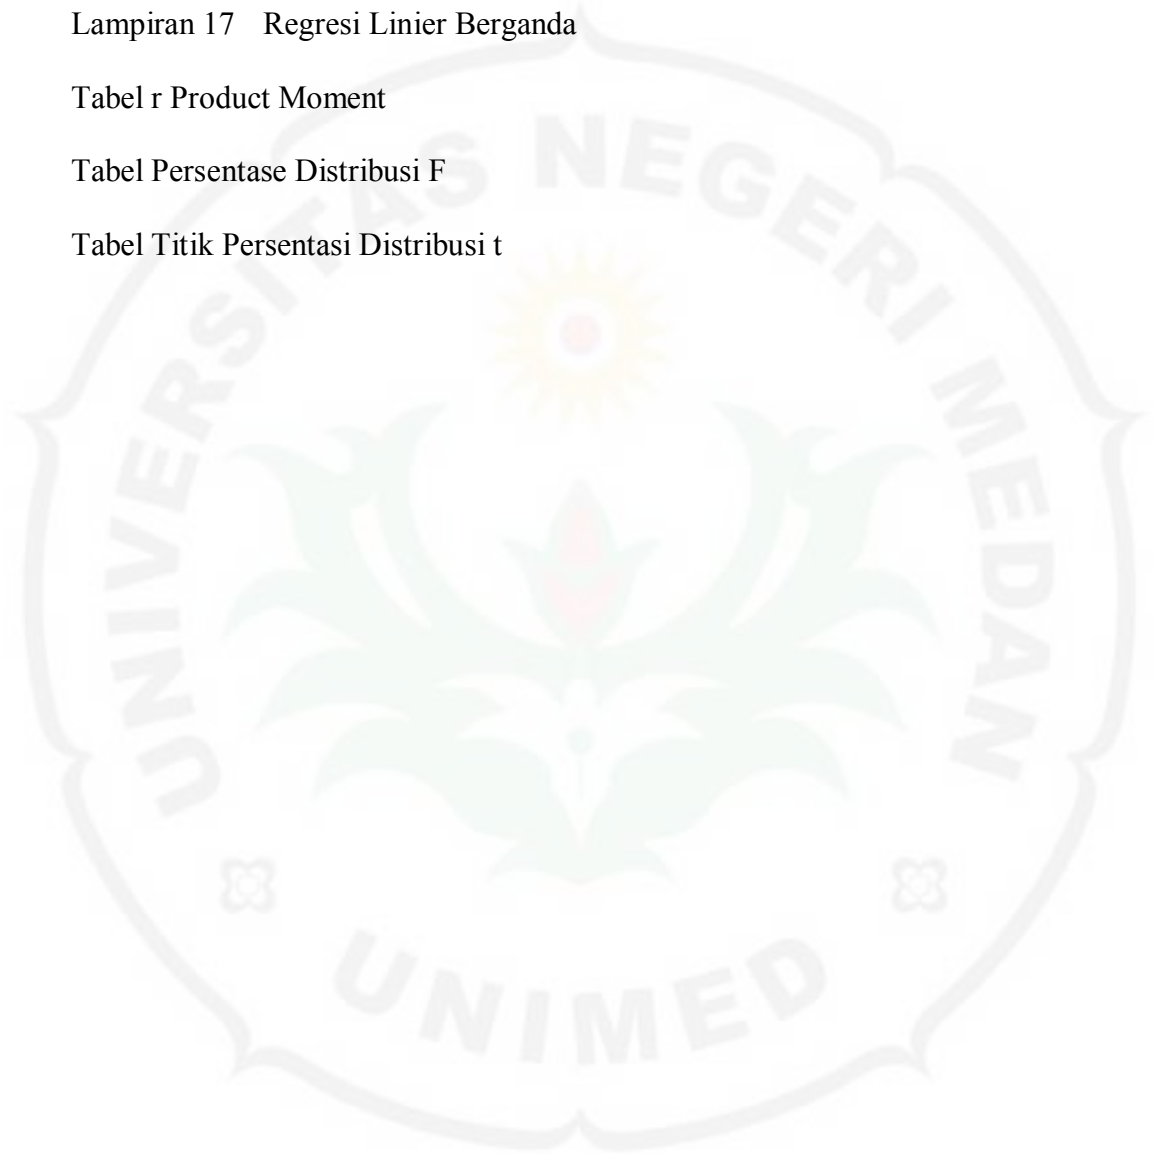 Lampiran 17 Regresi Linier Berganda
Tabel r Product Moment
Tabel Persentase Distribusi F
Tabel Titik Persentasi Distribusi t
UNIVERSITAS NEGERI MEDAN
UNIMED